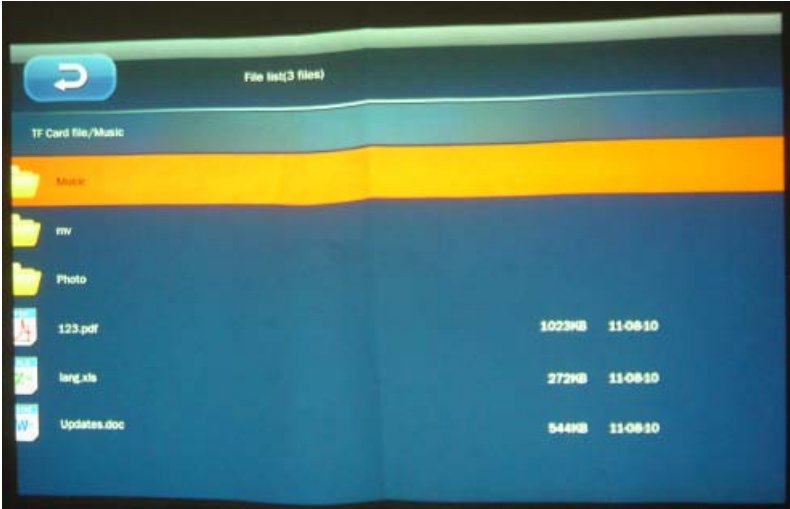 File list(3 files)
TF Card file/Music
Music
mv
Photo
123.pdf 1023KB 11-08-10
lang.xls 272KB 11-08-10
Updates.doc 544KB 11-08-10